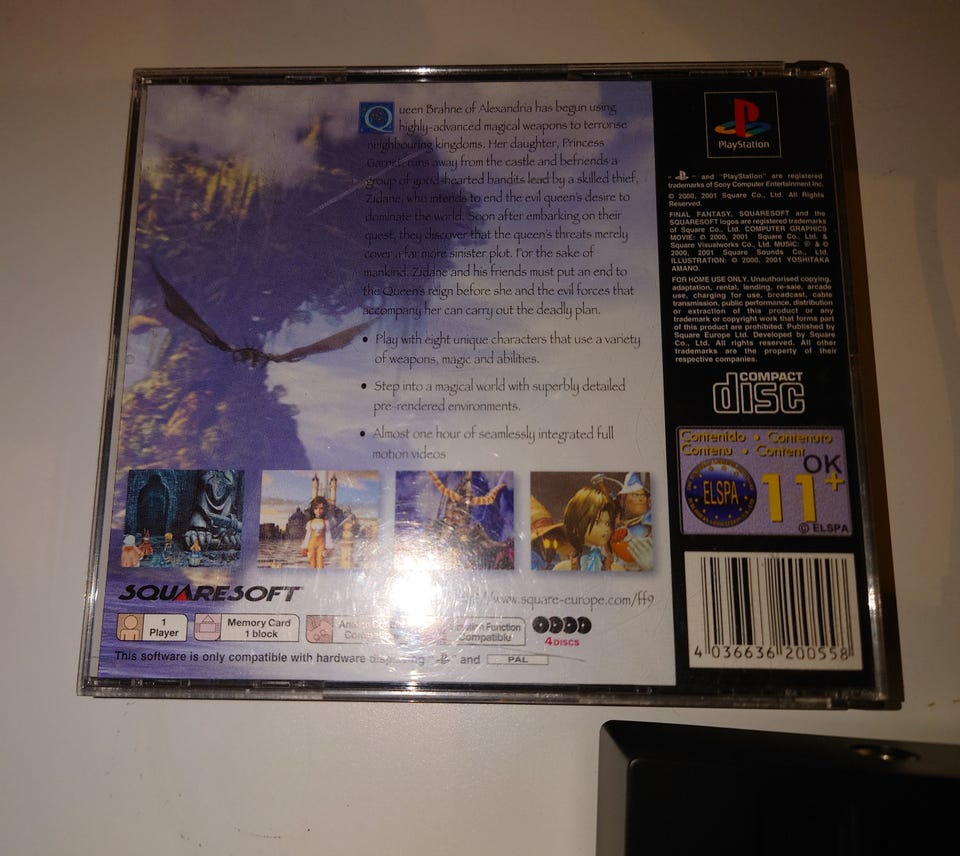 Queen Brahne of Alexandria has begun using
highly-advanced magical weapons to terrorise
neighbouring kingdoms. Her daughter, Princess
Garnet, runs away from the castle and befriends a
group of good-hearted bandits lead by a skilled thief,
Zidane, who intends to end the evil queen's desire to
dominate the world. Soon after embarking on their
quest, they discover that the queen's threats merely
cover a far more sinister plot. For the sake of
mankind, Zidane and his friends must put an end to
the Queen's reign before she and the evil forces that
accompany her can carry out the deadly plan.
• Play with eight unique characters that use a variety
of weapons, magic and abilities.
• Step into a magical world with superbly detailed
pre-rendered environments.
• Almost one hour of seamlessly integrated full
motion videos
SQUARESOFT
www.square-europe.com/ff9
1
Player
Memory Card
1 block
Function
Compatible
4 DISCS
This software is only compatible with hardware displaying " " and PAL
PlayStation
" " and "PlayStation" are registered
trademarks of Sony Computer Entertainment Inc.
© 2000, 2001 Square Co., Ltd. All Rights
Reserved.
FINAL FANTASY, SQUARESOFT and the
SQUARESOFT logos are registered trademarks
of Square Co., Ltd. COMPUTER GRAPHICS
MOVIE: © 2000, 2001 Square Co., Ltd. &
Square Visualworks Co., Ltd. MUSIC: ℗ & ©
2000, 2001 Square Sounds Co., Ltd.
ILLUSTRATION: © 2000, 2001 YOSHITAKA
AMANO.
FOR HOME USE ONLY. Unauthorised copying,
adaptation, rental, lending, re-sale, arcade
use, charging for use, broadcast, cable
transmission, public performance, distribution
or extraction of this product or any
trademark or copyright work that forms part
of this product are prohibited. Published by
Square Europe Ltd. Developed by Square
Co., Ltd. All rights reserved. All other
trademarks are the property of their
respective companies.
COMPACT
disc
Contenido • Contenuto
Contenu • Content
OK
ELSPA
11+
© ELSPA
4 036636 200558